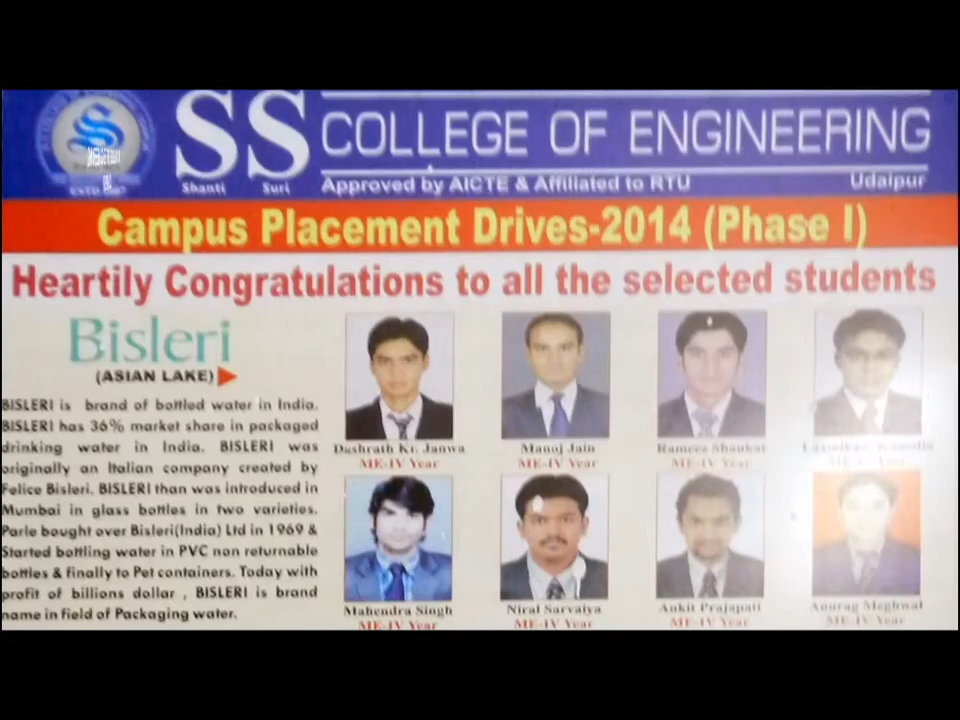 SS
Shanti Suri
COLLEGE OF ENGINEERING
Approved by AICTE & Affiliated to RTU
Udaipur
Campus Placement Drives-2014 (Phase I)
Heartily Congratulations to all the selected students
Bisleri
(ASIAN LAKE)
BISLERI is brand of bottled water in India.
BISLERI has 36% market share in packaged
drinking water in India. BISLERI was
originally an Italian company created by
Felice Bisleri. BISLERI than was introduced in
Mumbai in glass bottles in two varieties.
Parle bought over Bisleri(India) Ltd in 1969 &
Started bottling water in PVC non returnable
bottles & finally to Pet containers. Today with
profit of billions dollar , BISLERI is brand
name in field of Packaging water.
Dashrath Kr. Janwa
ME-IV Year
Manoj Jain
ME-IV Year
Ramees Shaukat
ME-IV Year
Year
Mahendra Singh
ME-IV Year
Niral Sarvaiya
ME-IV Year
Ankit Prajapati
ME-IV Year
Anurag Meghwal
ME-IV Year